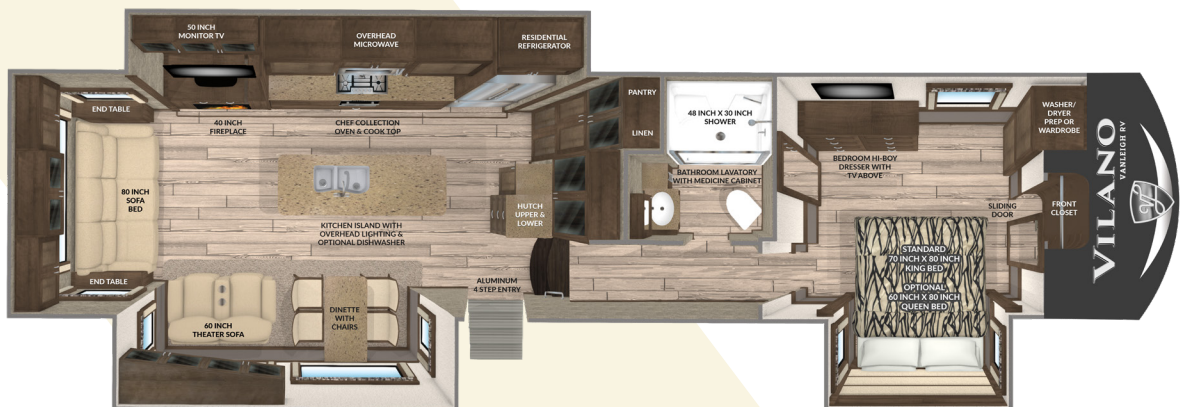 50 INCH
MONITOR TV
OVERHEAD
MICROWAVE
RESIDENTIAL
REFRIGERATOR
END TABLE
40 INCH
FIREPLACE
CHEF COLLECTION
OVEN & COOK TOP
PANTRY
LINEN
48 INCH X 30 INCH
SHOWER
WASHER/
DRYER
PREP OR
WARDROBE
80 INCH
SOFA
BED
BATHROOM LAVATORY
WITH MEDICINE CABINET
BEDROOM HI-BOY
DRESSER WITH
TV ABOVE
HUTCH
UPPER &
LOWER
SLIDING
DOOR
FRONT
CLOSET
KITCHEN ISLAND WITH
OVERHEAD LIGHTING &
OPTIONAL DISHWASHER
STANDARD
70 INCH X 80 INCH
KING BED
OPTIONAL
60 INCH X 80 INCH
QUEEN BED
END TABLE
ALUMINUM
4 STEP ENTRY
60 INCH
THEATER SOFA
DINETTE
WITH
CHAIRS
VILANO
VANLEIGH RV